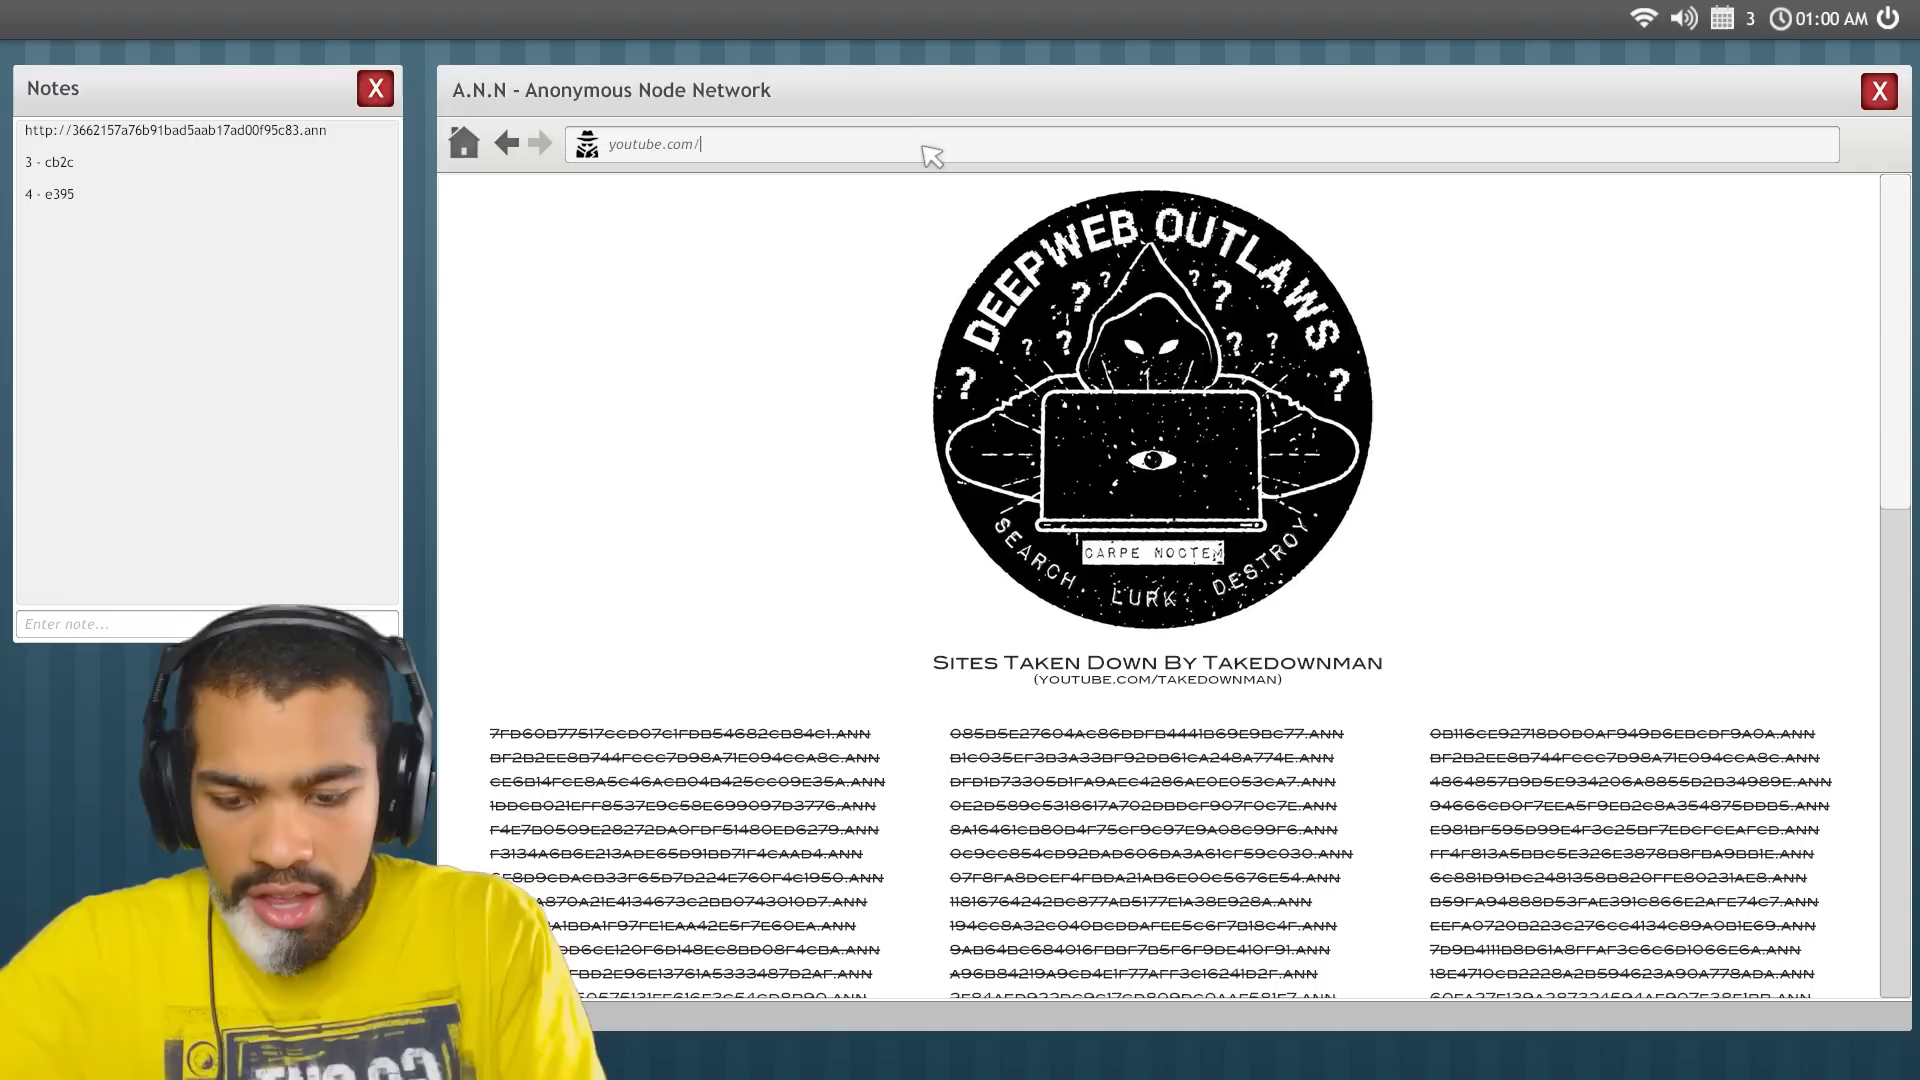 3
01:00 AM
Notes
X
http://3662157a76b91bad5aab17ad00f95c83.ann
3 - cb2c
4 - e395
Enter note...
A.N.N - Anonymous Node Network
X
youtube.com/
DEEPWEB OUTLAWS
CARPE NOCTEM
SEARCH. LURK. DESTROY.
SITES TAKEN DOWN BY TAKEDOWNMAN
(YOUTUBE.COM/TAKEDOWNMAN)
7FD60B77517CCD07C1FDB54682CB84C1.ANN
085B5E27604AC86DDFB4441B69E9BC77.ANN
0B116CE92718D0D0AF949D6EBCDF9A0A.ANN
BF2B2EE8B744FCCC7D98A71E094CCA8C.ANN
B1C035EF3B3A33BF92DB61CA248A774E.ANN
BF2B2EE8B744FCCC7D98A71E094CCA8C.ANN
CE6B14FCE8A5C46ACB04B425CC09E35A.ANN
DFD1D73305D1FA9AEC4286AE0E053CA7.ANN
4864857B9D5E934206A8855D2B34989E.ANN
1DDCB021EFF8537E9C58E699097D3776.ANN
0E2D589C5318617A702DBDCF907F0C7E.ANN
94666CD0F7EEA5F9EB2C8A354875DDB5.ANN
F4E7B0509E28272DA0FDF51480ED6279.ANN
8A16461CB80B4F75CF9C97E9A08C99F6.ANN
E981BF595D99E4F3C25BF7EDCFCEAFCD.ANN
F3134A6B6E213ADE65D91BD71F4CAAD4.ANN
0C9CC854CD92DAD606DA3A61CF59C030.ANN
FF4F813A5BBC5E326E3878B8FBA9BB1E.ANN
07F8FA8DCEF4FBDA21AB6E00C5676E54.ANN
6C881D91DC2481358B820FFE80231AE8.ANN
11816764242BC877AB5177E1A38E928A.ANN
B59FA94888D53FAE391C866E2AFE74C7.ANN
194CC8A32C040BCDDAFEE5C6F7B18C4F.ANN
EEFA0720B223C276CC4134C89A0B1E69.ANN
9AB64BC684016FBBF7B5F6F9DE410F91.ANN
7D9B4111B8D61A8FFAF3C6C6D1066E6A.ANN
A96B84219A9CD4E1F77AFF3C16241D2F.ANN
18E4710CB2228A2B594623A90A778ADA.ANN